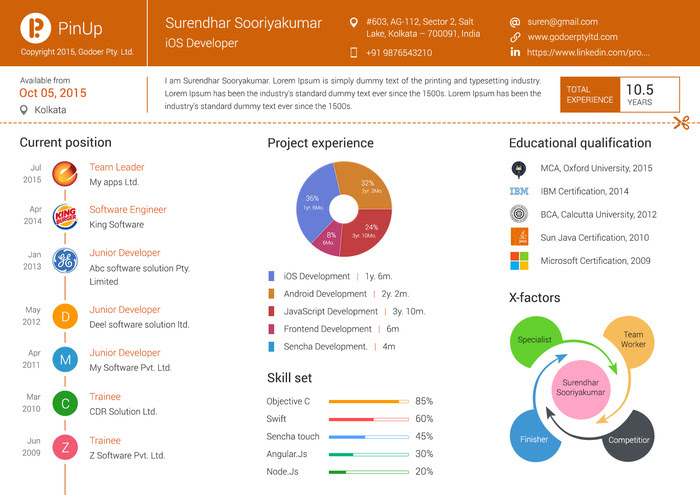 PinUp
Copyright 2015, Godoer Pty. Ltd.
Surendhar Sooriyakumar
iOS Developer
#603, AG-112, Sector 2, Salt
Lake, Kolkata – 700091, India
+91 9876543210
suren@gmail.com
www.godoerptyltd.com
https://www.linkedin/com/pro....
Available from
Oct 05, 2015
Kolkata
I am Surendhar Sooryakumar. Lorem Ipsum is simply dummy text of the printing and typesetting industry.
Lorem Ipsum has been the industry's standard dummy text ever since the 1500s. Lorem Ipsum has been the
industry's standard dummy text ever since the 1500s.
TOTAL
EXPERIENCE
10.5
YEARS
Current position
Jul
2015
Team Leader
My apps Ltd.
Apr
2014
BURGER KING
Software Engineer
King Software
Jan
2013
Junior Developer
Abc software solution Pty.
Limited
May
2012
D
Junior Developer
Deel software solution ltd.
Apr
2011
M
Junior Developer
My Software Pvt. Ltd.
Mar
2010
C
Trainee
CDR Solution Ltd.
Jun
2009
Z
Trainee
Z Software Pvt. Ltd.
Project experience
36%
1yr. 6Mo.
32%
2yr. 2Mo.
8%
6Mo.
24%
3yr. 10Mo.
iOS Development | 1y. 6m.
Android Development | 2y. 2m.
JavaScript Development | 3y. 10m.
Frontend Development | 6m
Sencha Development. | 4m
Skill set
Objective C 85%
Swift 60%
Sencha touch 45%
Angular.Js 30%
Node.Js 20%
Educational qualification
MCA, Oxford University, 2015
IBM
IBM Certification, 2014
BCA, Calcutta University, 2012
Sun Java Certification, 2010
Microsoft Certification, 2009
X-factors
Specialist
Team
Worker
Surendhar
Sooriyakumar
Finisher
Competitior